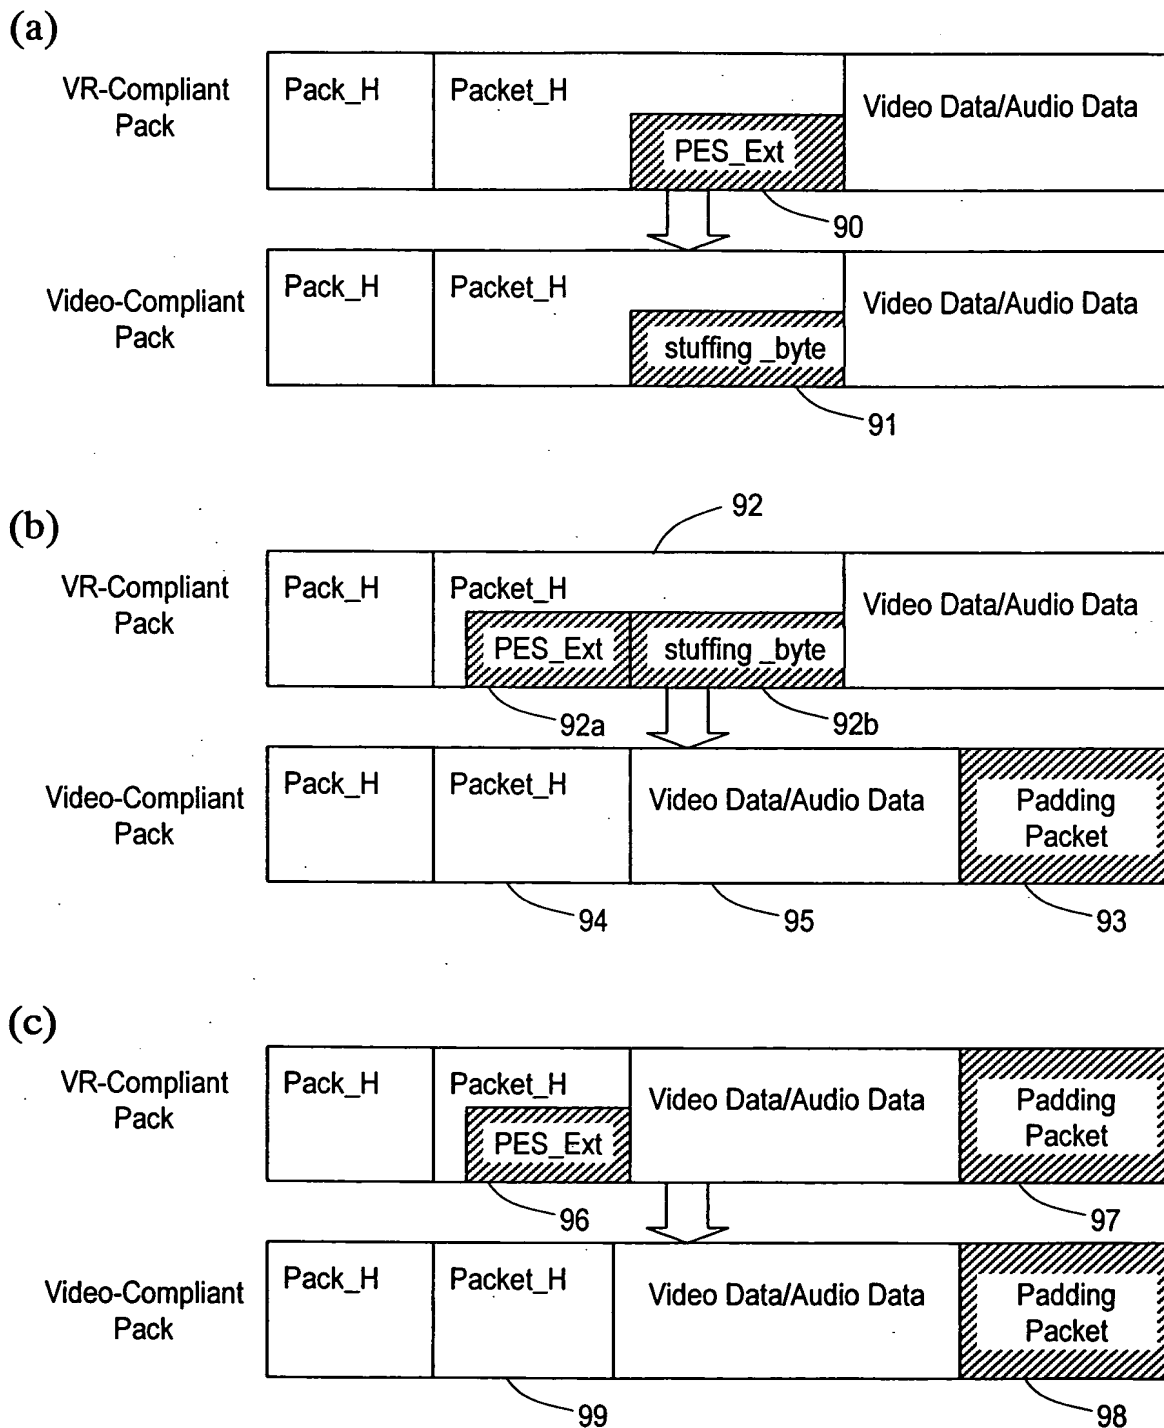 (a)
VR-Compliant
Pack
Pack_H
Packet_H
PES_Ext
Video Data/Audio Data
90
Video-Compliant
Pack
Pack_H
Packet_H
stuffing _byte
Video Data/Audio Data
91
(b)
92
VR-Compliant
Pack
Pack_H
Packet_H
PES_Ext
stuffing _byte
Video Data/Audio Data
92a
92b
Video-Compliant
Pack
Pack_H
Packet_H
Video Data/Audio Data
Padding
Packet
94
95
93
(c)
VR-Compliant
Pack
Pack_H
Packet_H
PES_Ext
Video Data/Audio Data
Padding
Packet
96
97
Video-Compliant
Pack
Pack_H
Packet_H
Video Data/Audio Data
Padding
Packet
99
98